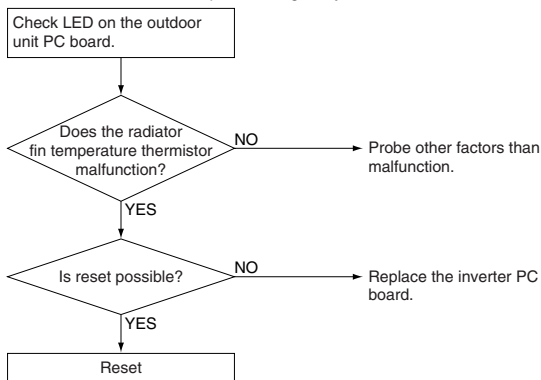 Check LED on the outdoor
unit PC board.
Does the radiator
fin temperature thermistor
malfunction?
NO
Probe other factors than
malfunction.
YES
Is reset possible?
NO
Replace the inverter PC
board.
YES
Reset